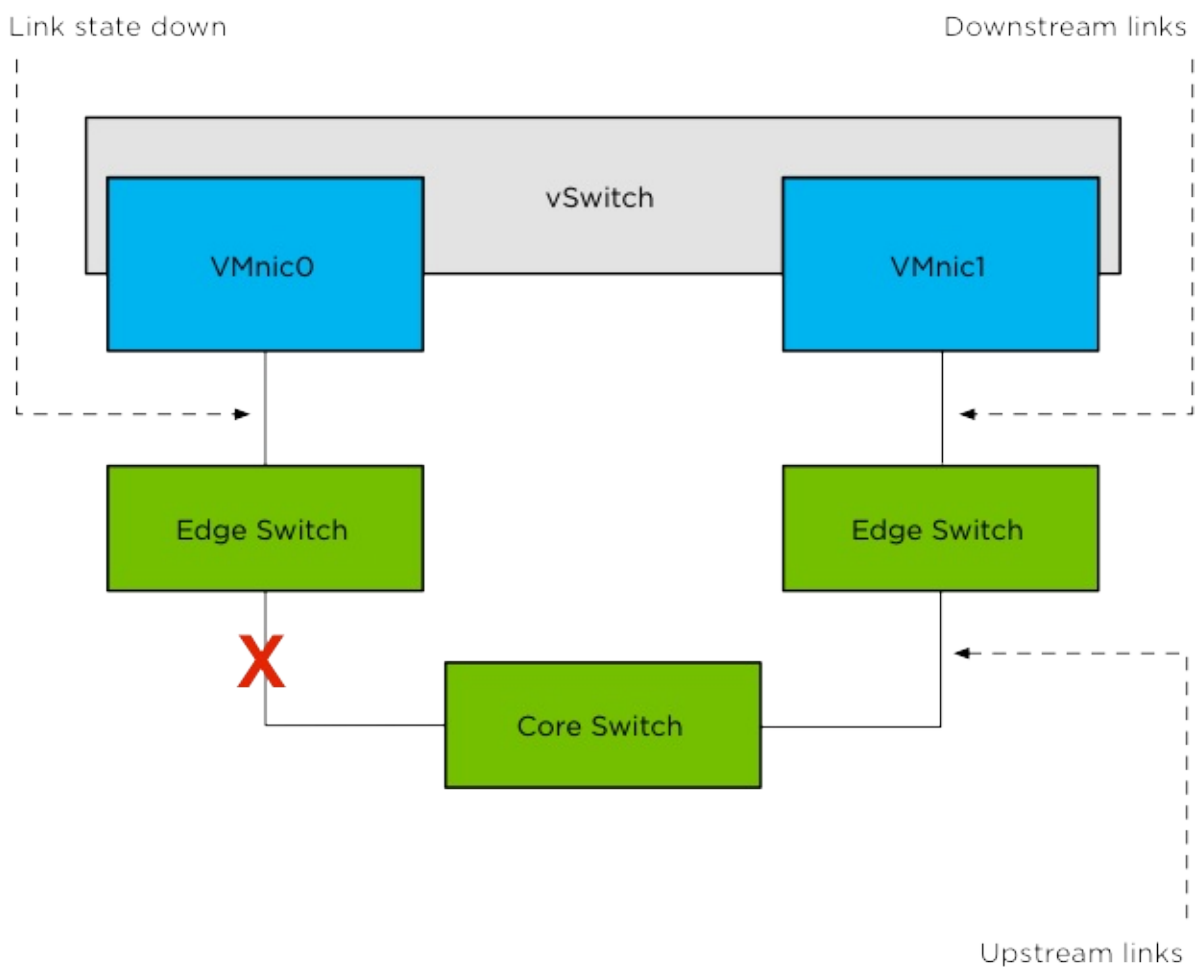 Link state down
Downstream links
vSwitch
VMnic0
VMnic1
Edge Switch
Edge Switch
X
Core Switch
Upstream links